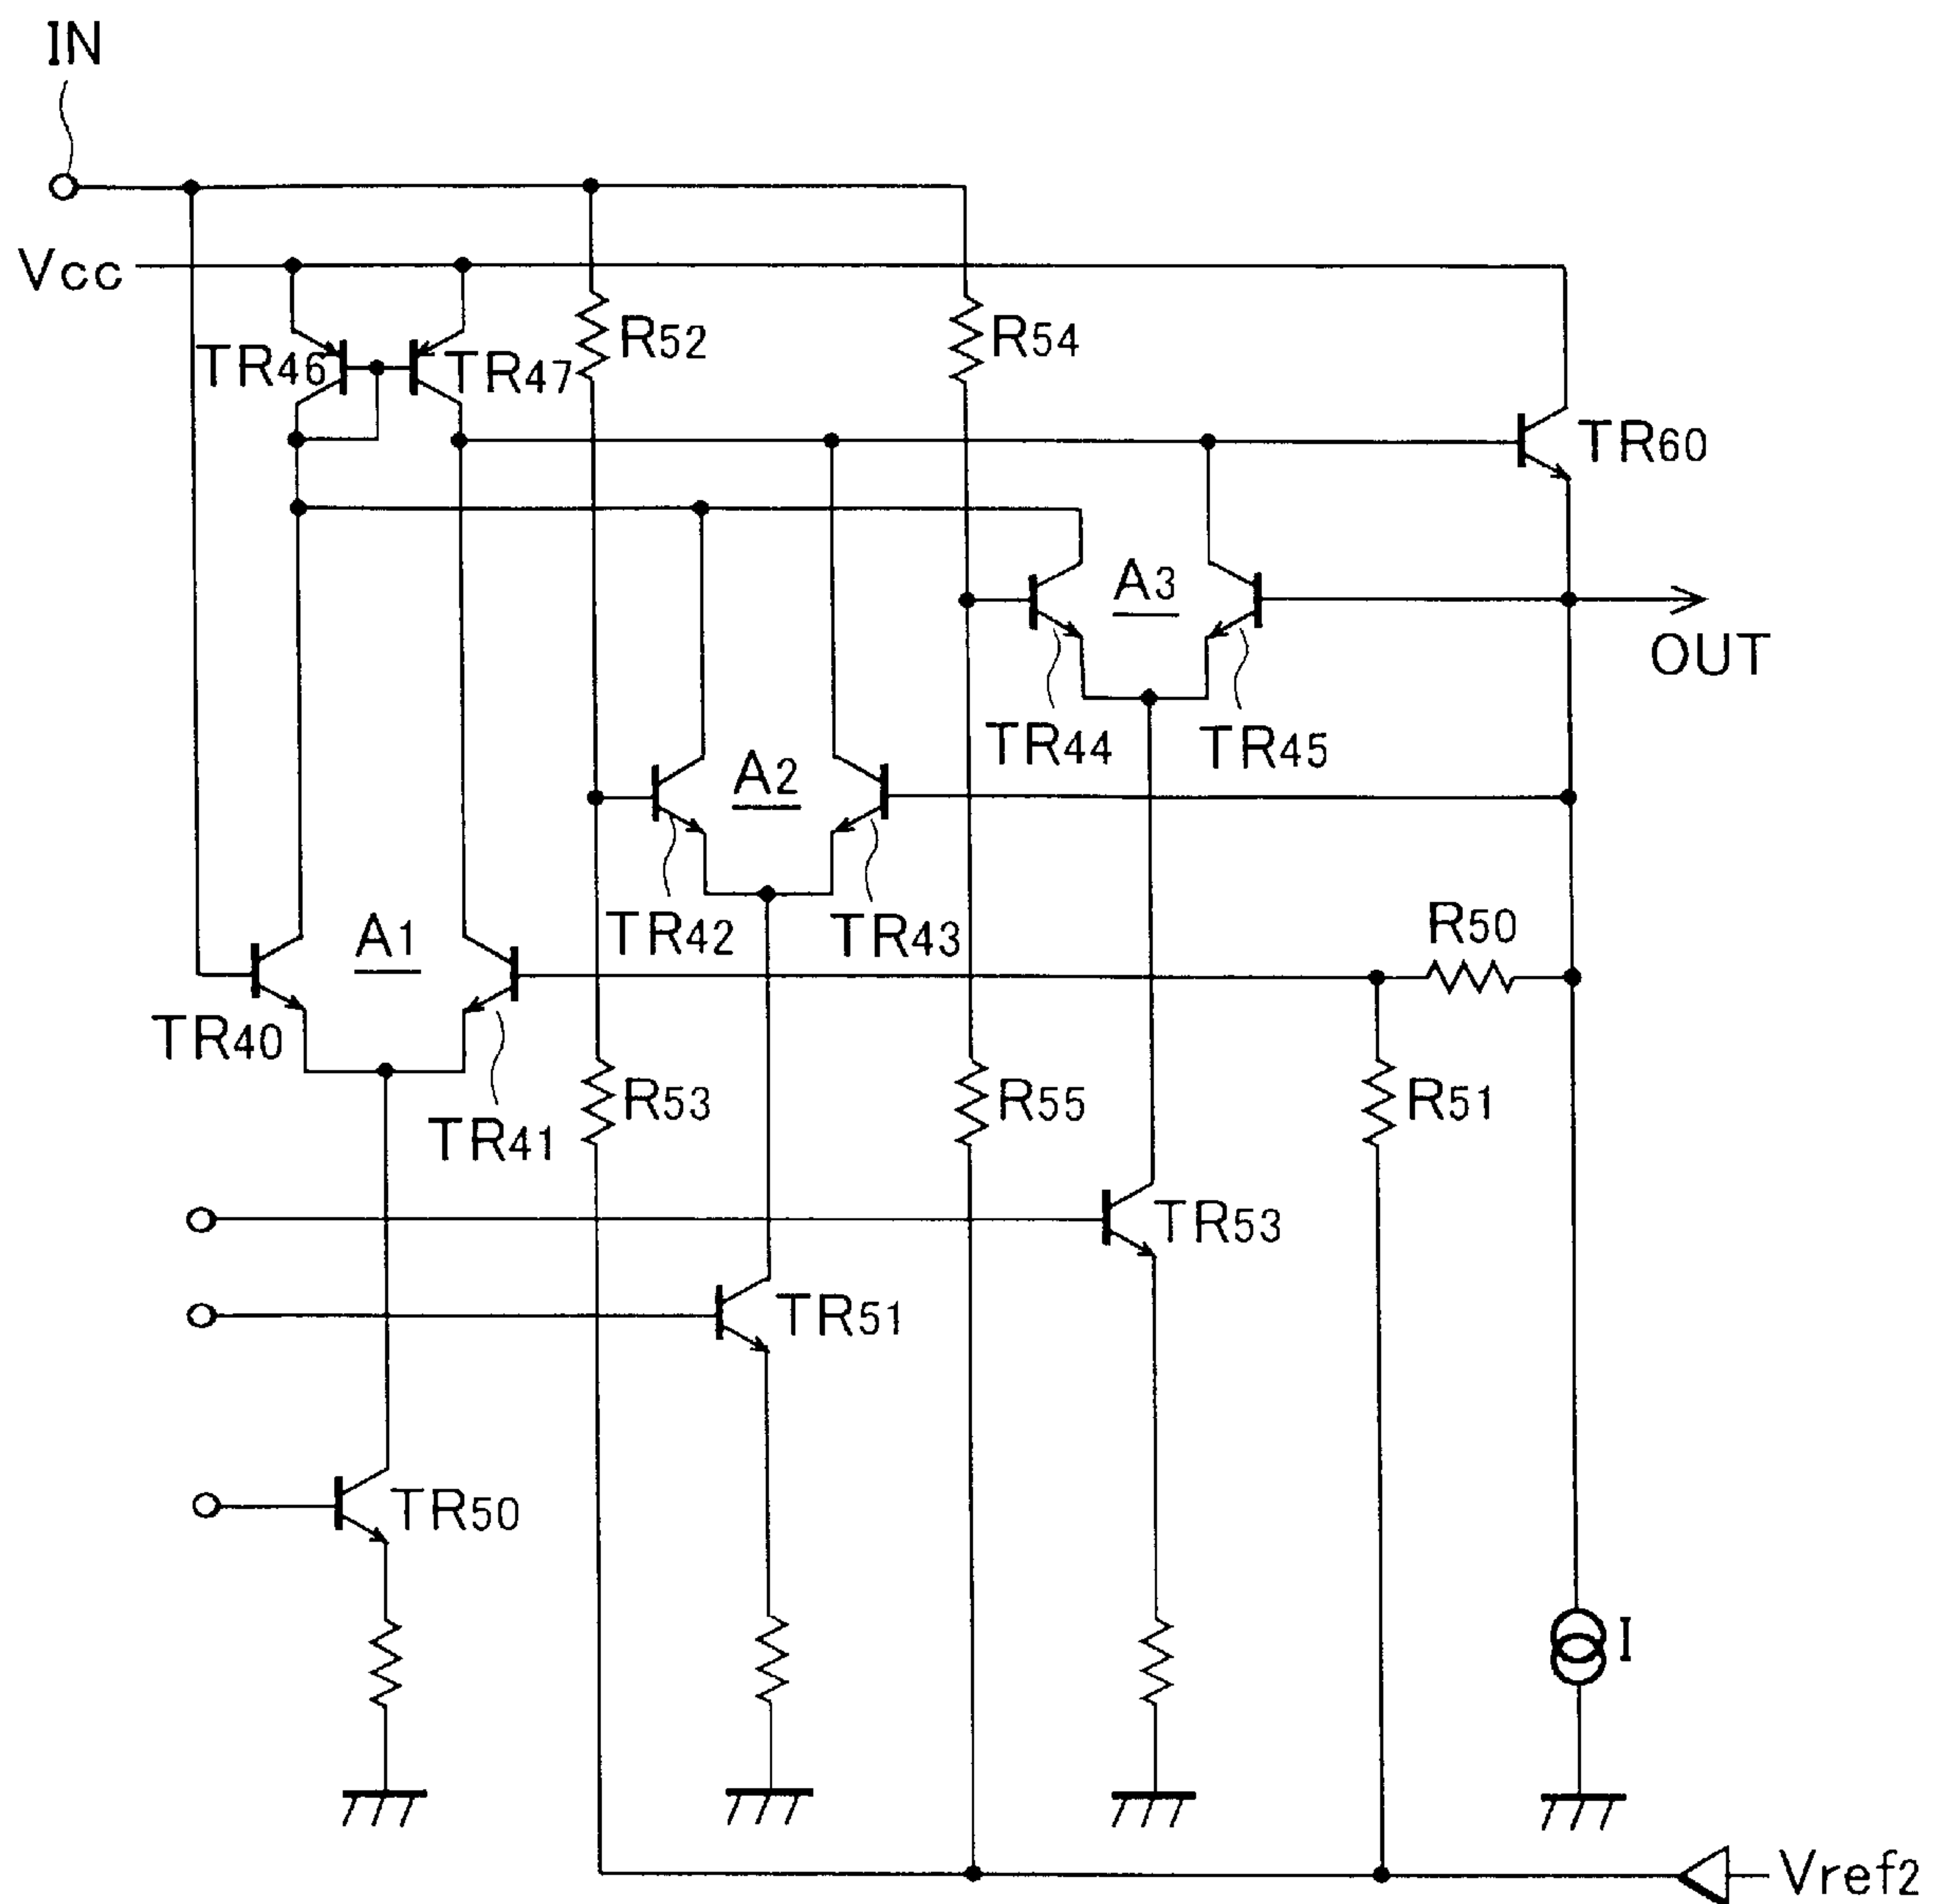 IN
Vcc
R52
R54
TR46
TR47
TR60
A3
OUT
TR44
TR45
A2
TR42
TR43
R50
A1
TR40
R53
R55
R51
TR41
TR53
TR51
TR50
I
Vref2